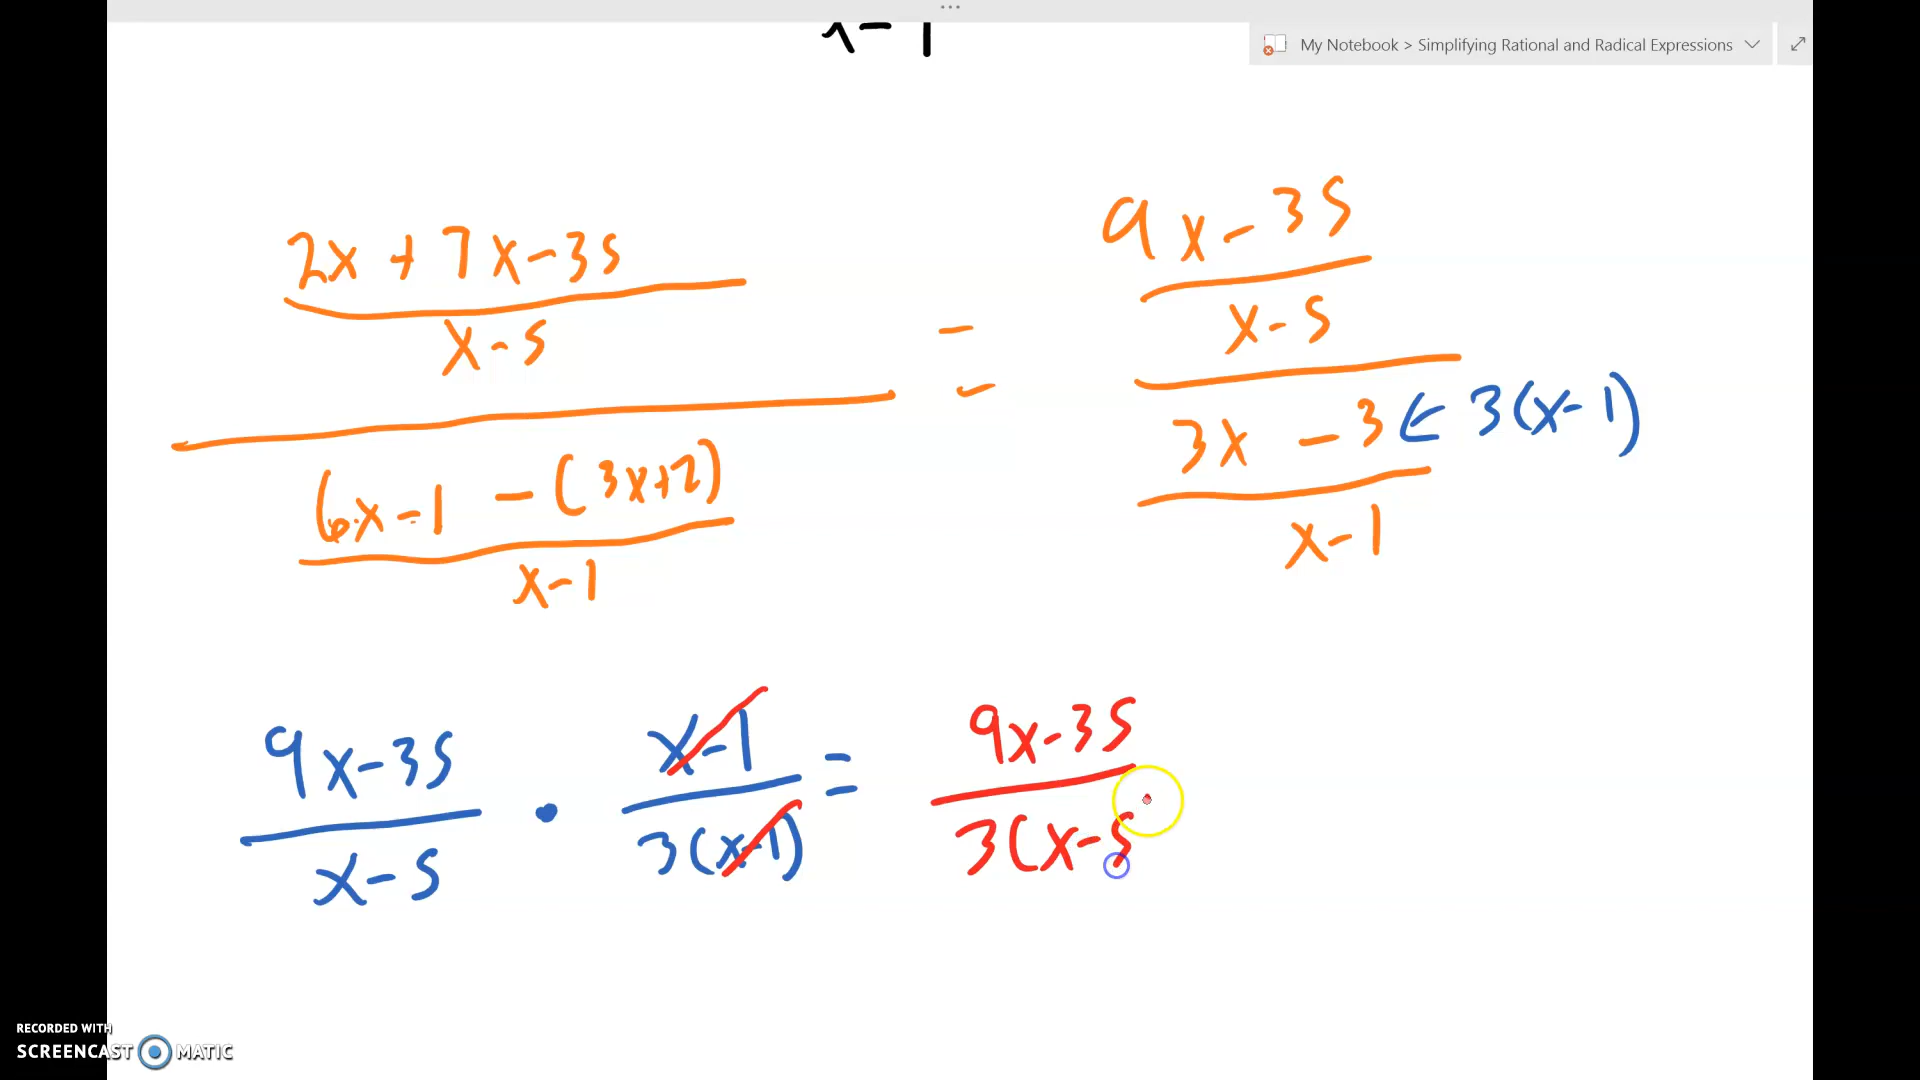 x-1
My Notebook > Simplifying Rational and Radical Expressions
2x + 7x-35
x-5
6x-1 - (3x+2)
x-1
=
9x-35
x-5
3x - 3 ← 3(x-1)
x-1
9x-35
x-5
·
x-1
3(x-1)
=
9x-35
3(x-5
RECORDED WITH
SCREENCAST MATIC